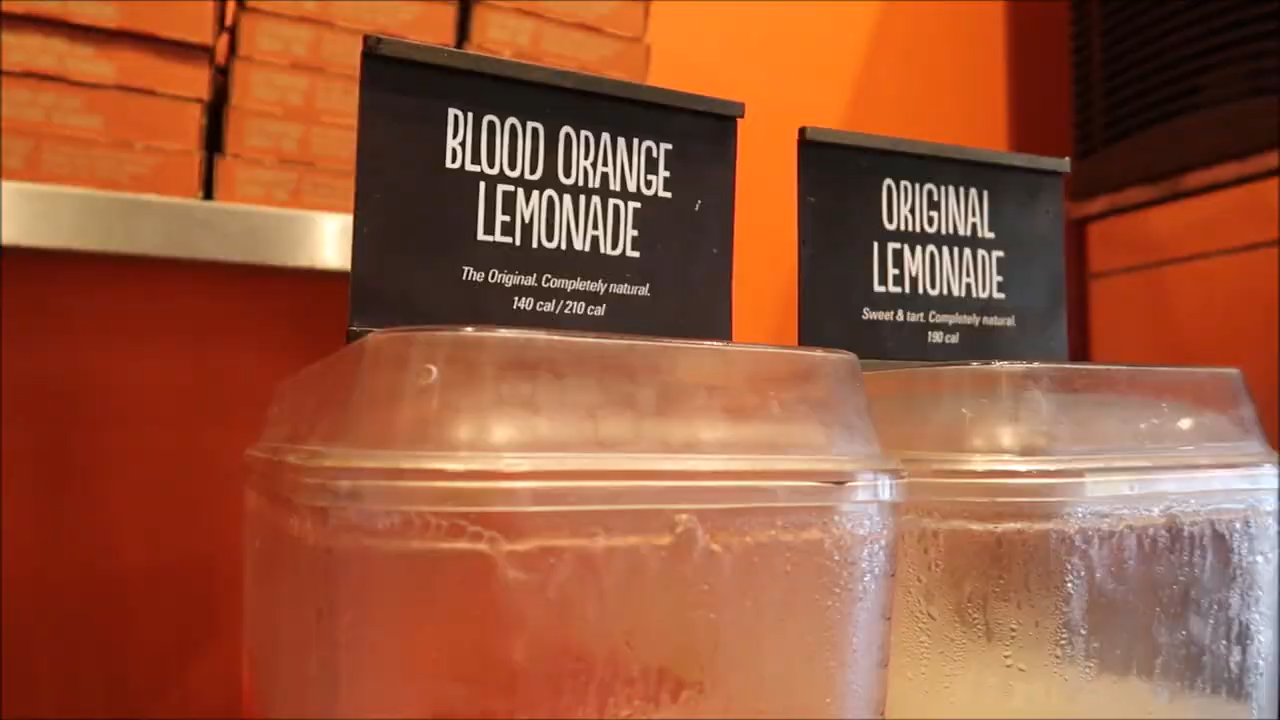 BLOOD ORANGE
LEMONADE
The Original. Completely natural.
140 cal / 210 cal
ORIGINAL
LEMONADE
Sweet & tart. Completely natural.
190 cal